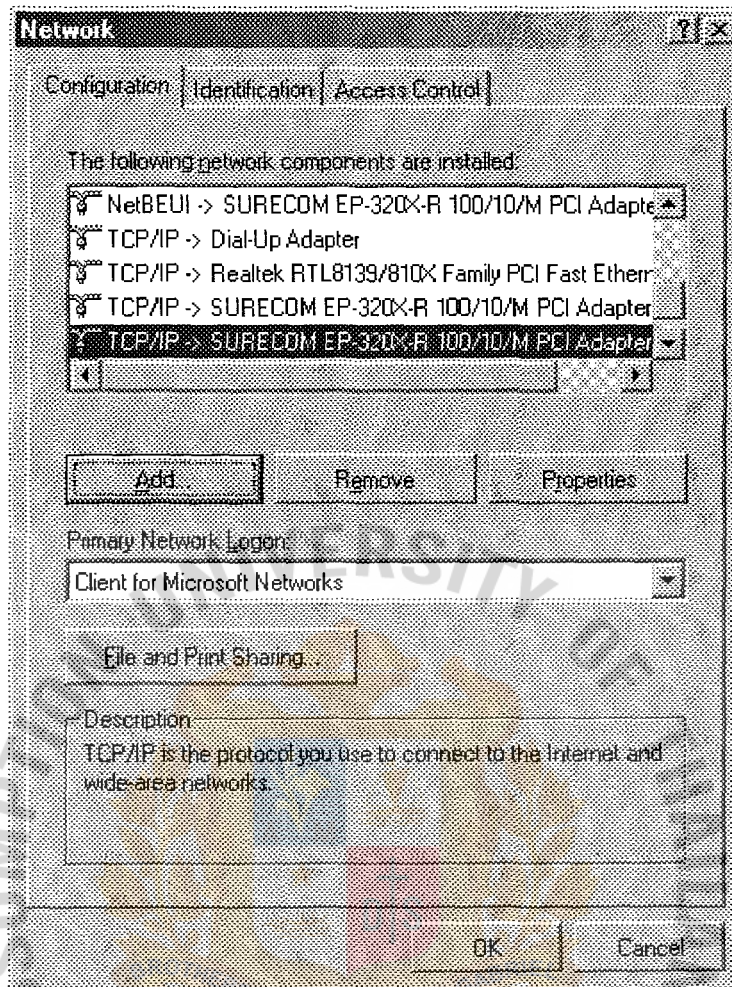 Network
Configuration Identification Access Control
The following network components are installed:
NetBEUI -> SURECOM EP-320X-R 100/10/M PCI Adapte
TCP/IP -> Dial-Up Adapter
TCP/IP -> Realtek RTL8139/810X Family PCI Fast Ethern
TCP/IP -> SURECOM EP-320X-R 100/10/M PCI Adapter
TCP/IP -> SURECOM EP-320X-R 100/10/M PCI Adapter
Add... Remove Properties
Primary Network Logon:
Client for Microsoft Networks
File and Print Sharing...
Description
TCP/IP is the protocol you use to connect to the Internet and
wide-area networks.
OK Cancel
UNIVERSITY OF